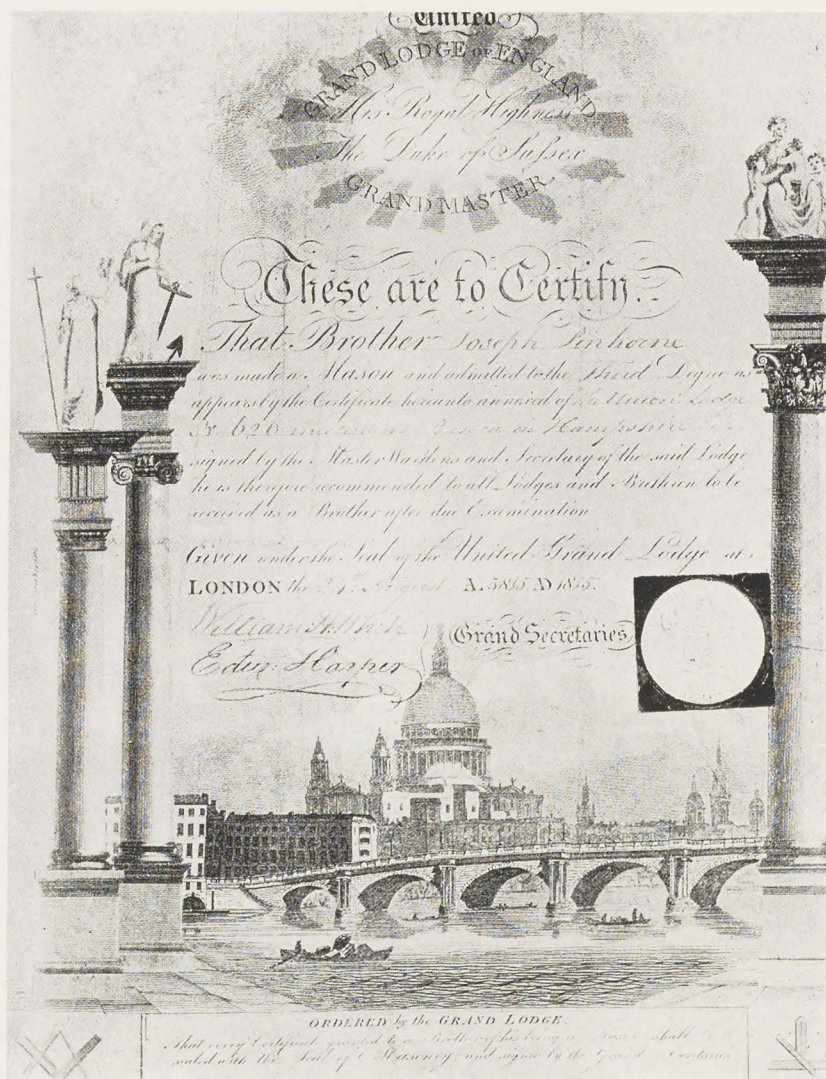 United
GRAND LODGE OF ENGLAND
His Royal Highness
The Duke of Sussex
GRAND MASTER.
These are to Certify.
That Brother Joseph Penhorne
was made a Mason and admitted to the third Degree as
appears by the Certificate hereunto annexed of the Union Lodge
No 620 in Hampshire
signed by the Master Wardens and Secretary of the said Lodge
he is therefore recommended to all Lodges and Brethren to be
received as a Brother after due Examination
Given under the Seal of the United Grand Lodge at
LONDON the August A.L. AD
William H. White
Edwd. Harper
Grand Secretaries
ORDERED by the GRAND LODGE.
That every Certificate granted to a Brother of his being a Mason shall
sealed with the Seal of Masonry and signed by the Grand Secretaries